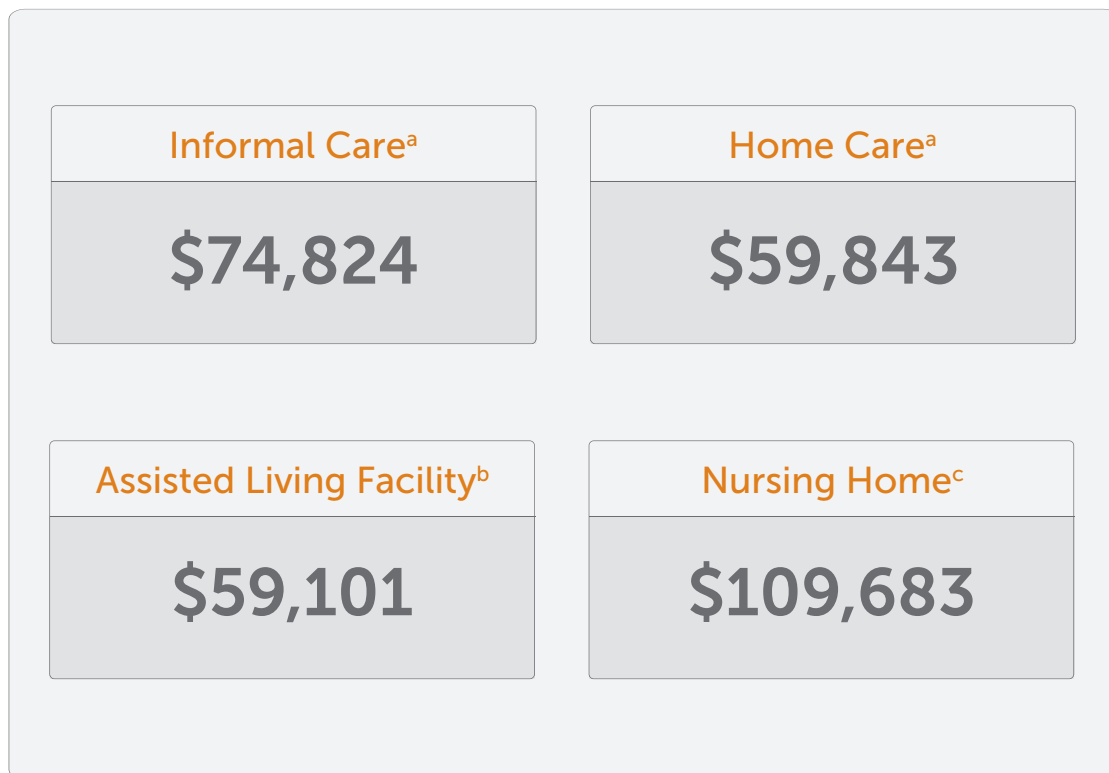 Informal Careᵃ
$74,824
Home Careᵃ
$59,843
Assisted Living Facilityᵇ
$59,101
Nursing Homeᶜ
$109,683